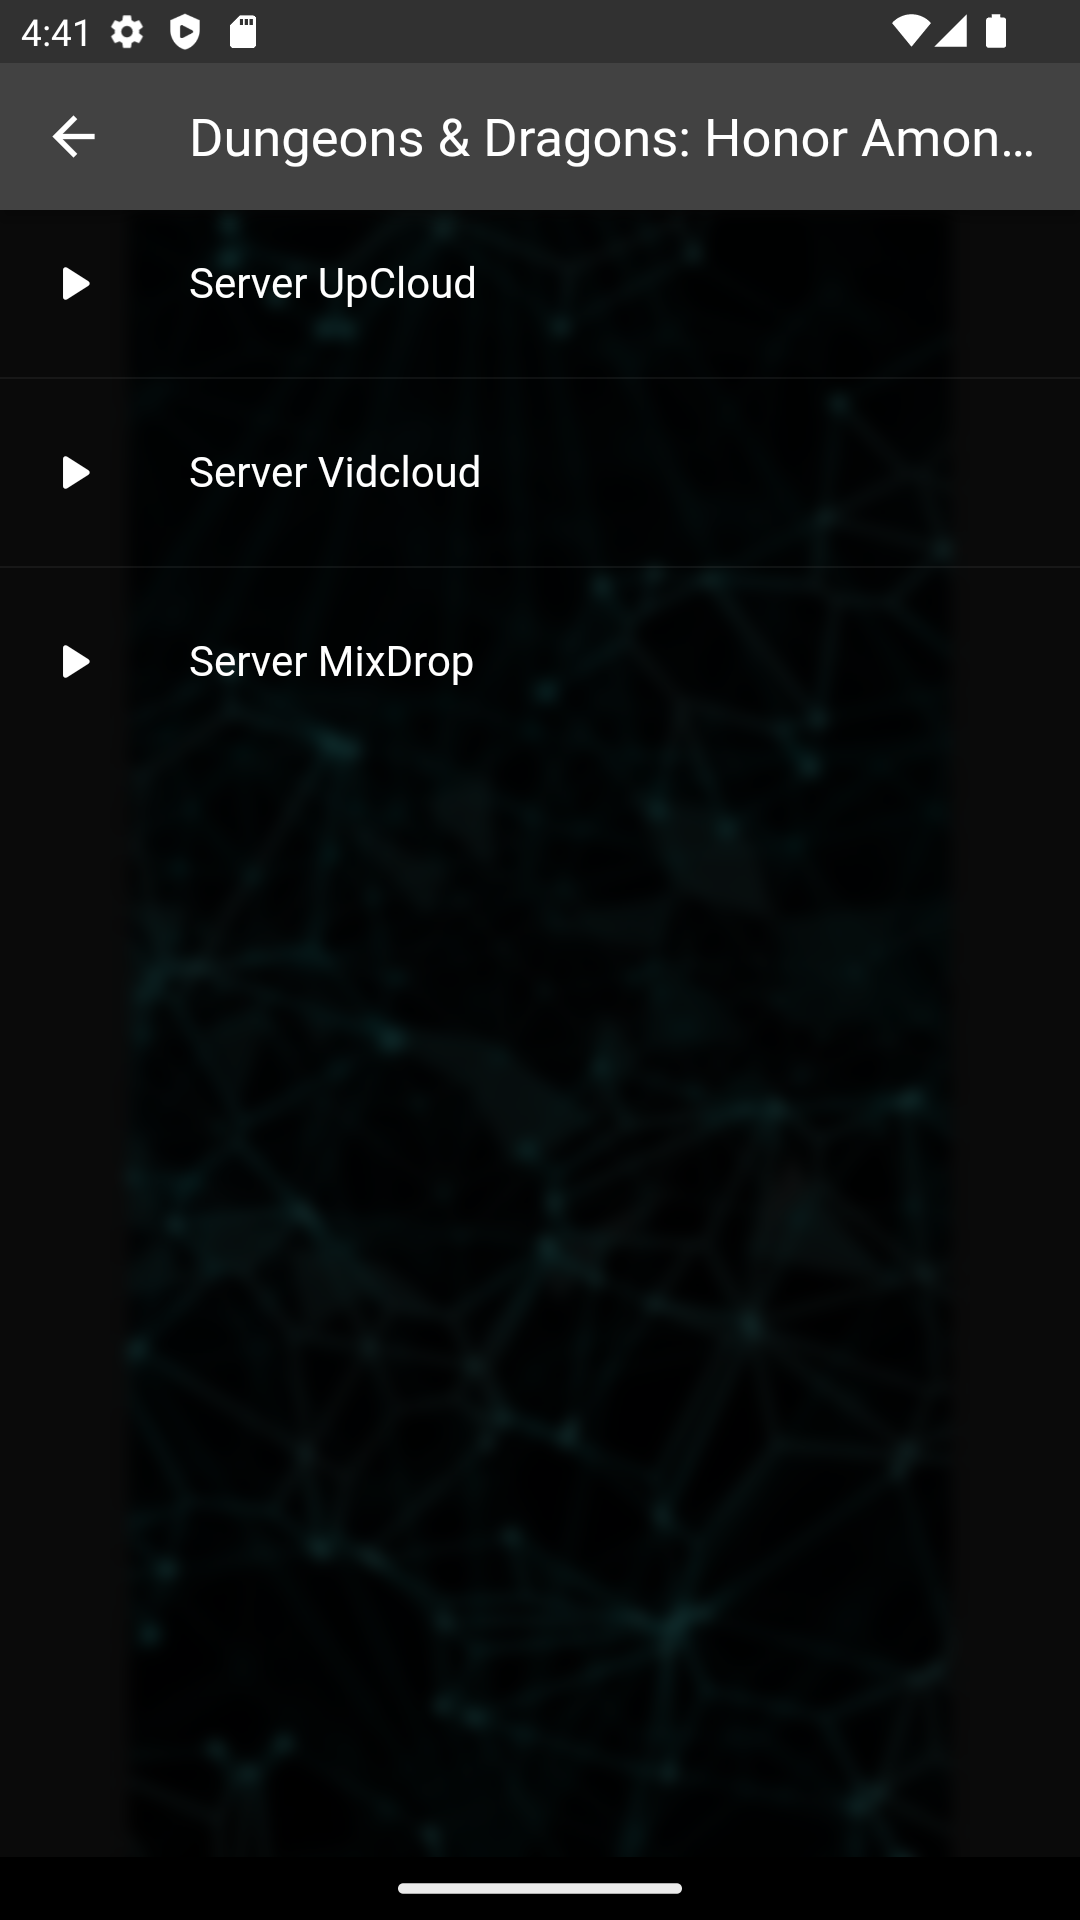 4:41
Dungeons & Dragons: Honor Amon...
Server UpCloud
Server Vidcloud
Server MixDrop